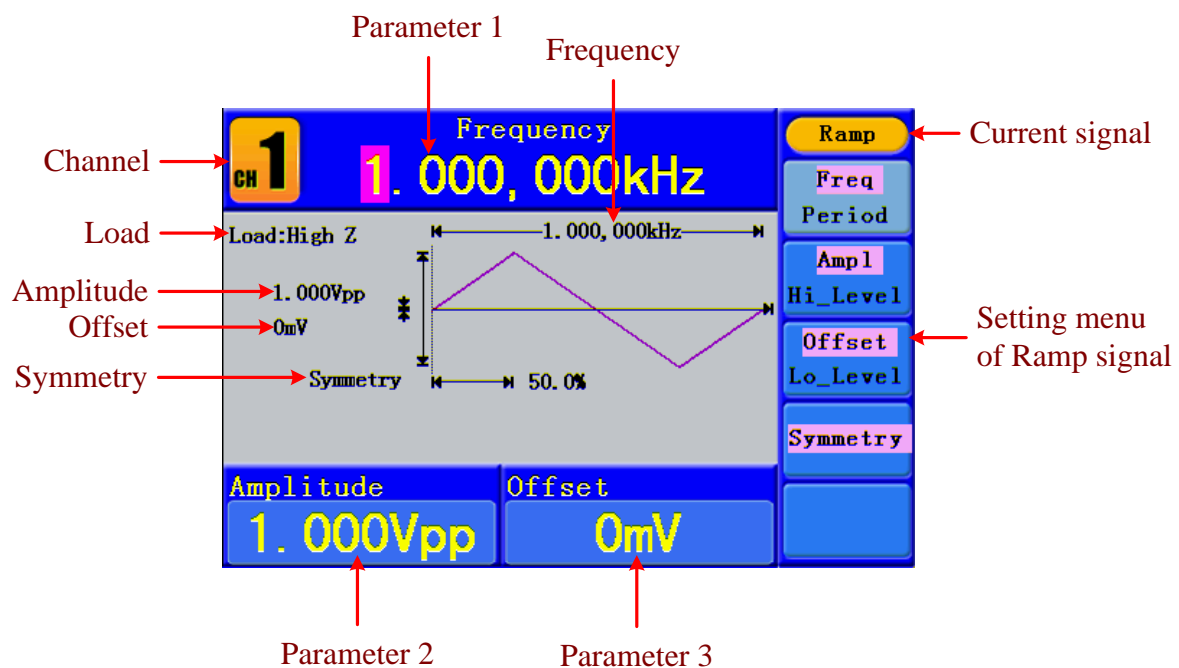 Parameter 1
Frequency
Channel
CH 1
Frequency
1.000,000kHz
Ramp
Current signal
Freq
Period
Load
Load:High Z
1.000,000kHz
Amplitude
1.000Vpp
Offset
0mV
Ampl
Hi_Level
Offset
Lo_Level
Setting menu
of Ramp signal
Symmetry
Symmetry
50.0%
Symmetry
Amplitude
1.000Vpp
Offset
0mV
Parameter 2
Parameter 3